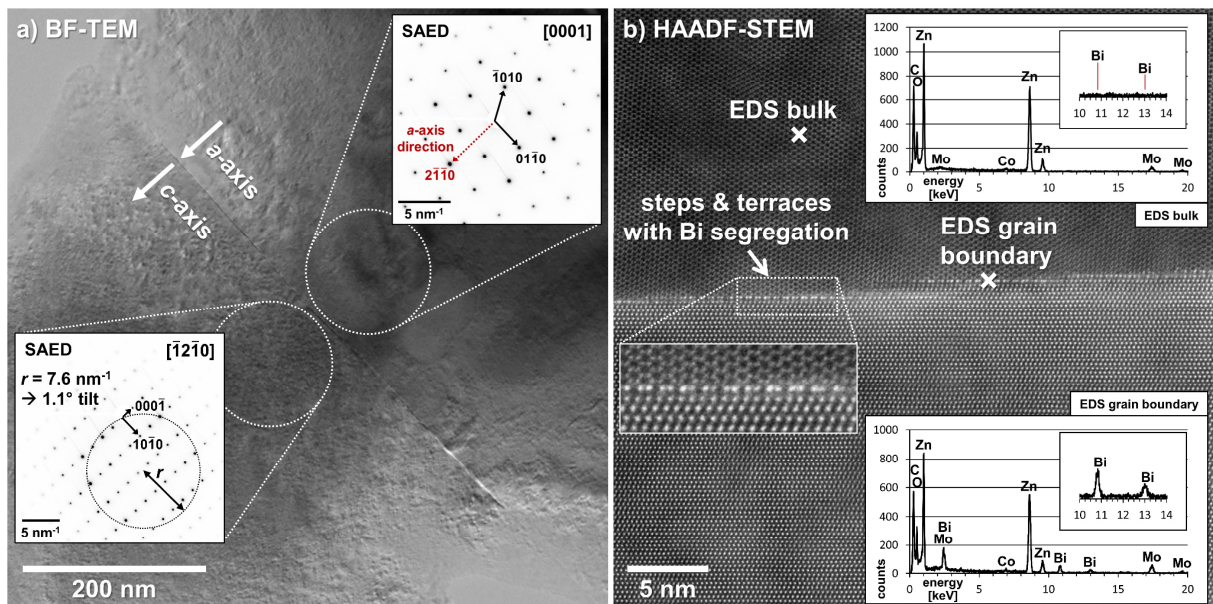 a) BF-TEM
SAED [0001]
1̄010
a-axis
direction
011̄0
21̄1̄0
5 nm⁻¹
a-axis
c-axis
SAED [1̄21̄0]
r = 7.6 nm⁻¹
→ 1.1° tilt
0001̄
101̄0
r
5 nm⁻¹
200 nm
b) HAADF-STEM
EDS bulk
steps & terraces
with Bi segregation
EDS grain
boundary
5 nm
1200
1000
800
600
400
200
0
counts
Zn
C
O
Mo
Co
Zn
Zn
Mo
Mo
0 5 10 15 20
energy
[keV]
Bi Bi
10 11 12 13 14
EDS bulk
EDS grain boundary
1000
800
600
400
200
0
counts
Zn
C
O
Bi
Mo
Co
Zn
Zn
Bi
Bi
Mo
Mo
0 5 10 15 20
energy
[keV]
Bi Bi
10 11 12 13 14